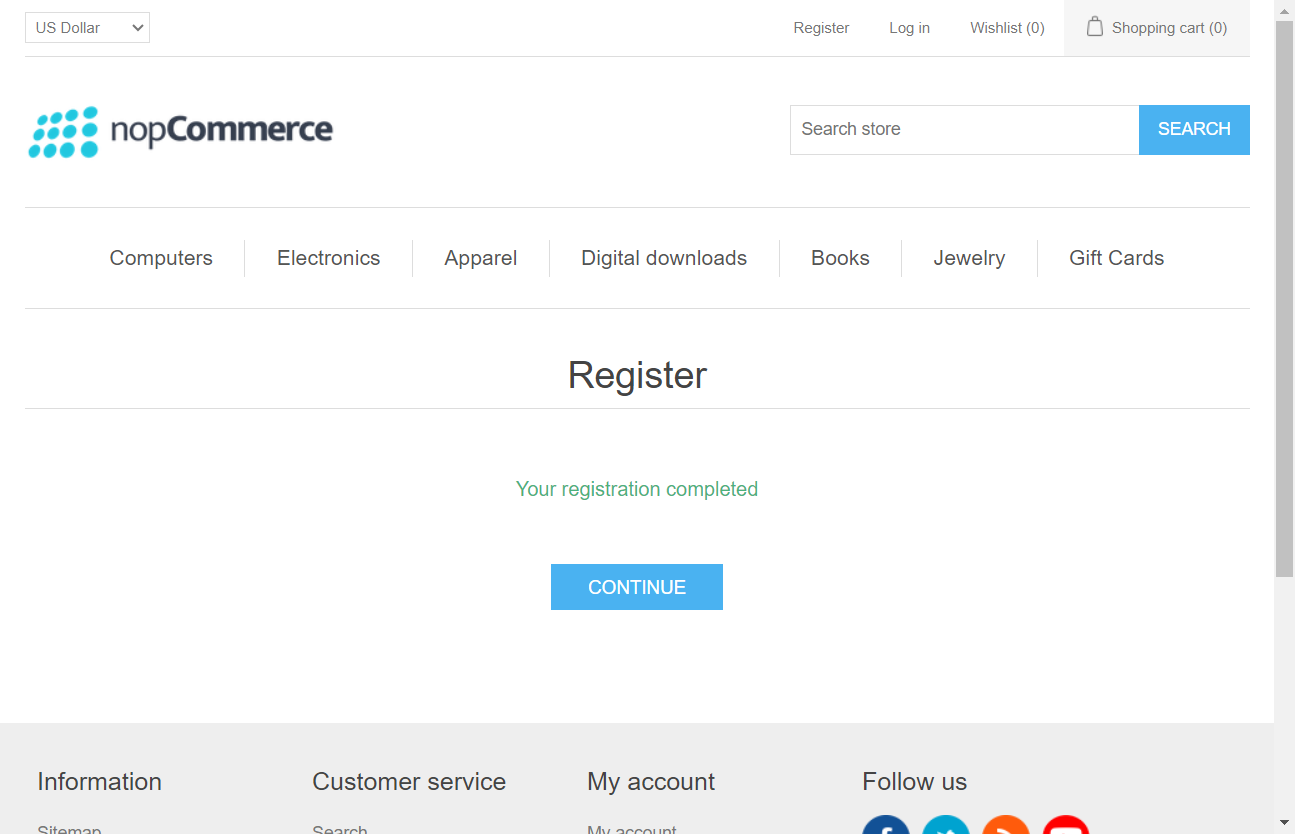 US Dollar
Register
Log in
Wishlist (0)
Shopping cart (0)
nopCommerce
Search store
SEARCH
Computers
Electronics
Apparel
Digital downloads
Books
Jewelry
Gift Cards
Register
Your registration completed
CONTINUE
Information
Customer service
My account
Follow us
Sitemap
Search
My account